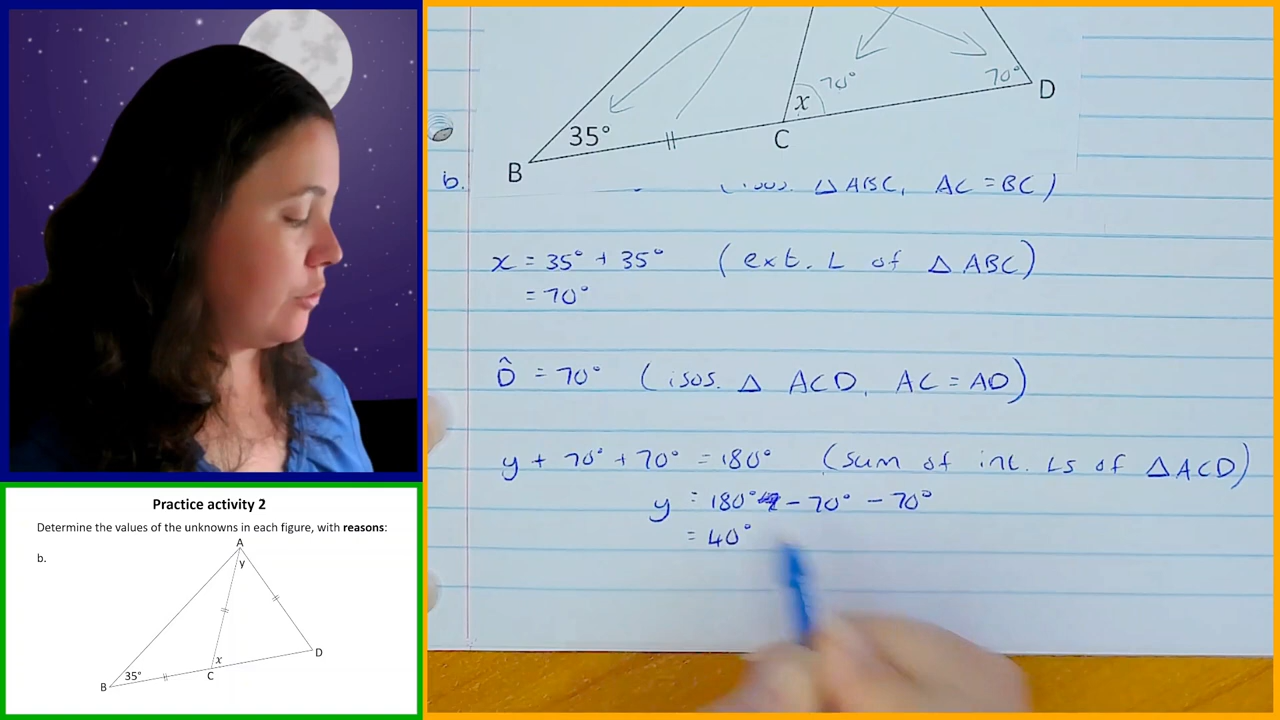 Practice activity 2
Determine the values of the unknowns in each figure, with reasons:
b.
A
y
35°
x
B
C
D
70°
70°
x
D
35°
C
B
b.
△ABC, AC = BC)
x = 35° + 35° (ext. ∠ of △ABC)
= 70°
D̂ = 70° (isos. △ ACD, AC = AD)
y + 70° + 70° = 180° (sum of int. ∠s of △ACD)
y = 180° - 70° - 70°
= 40°